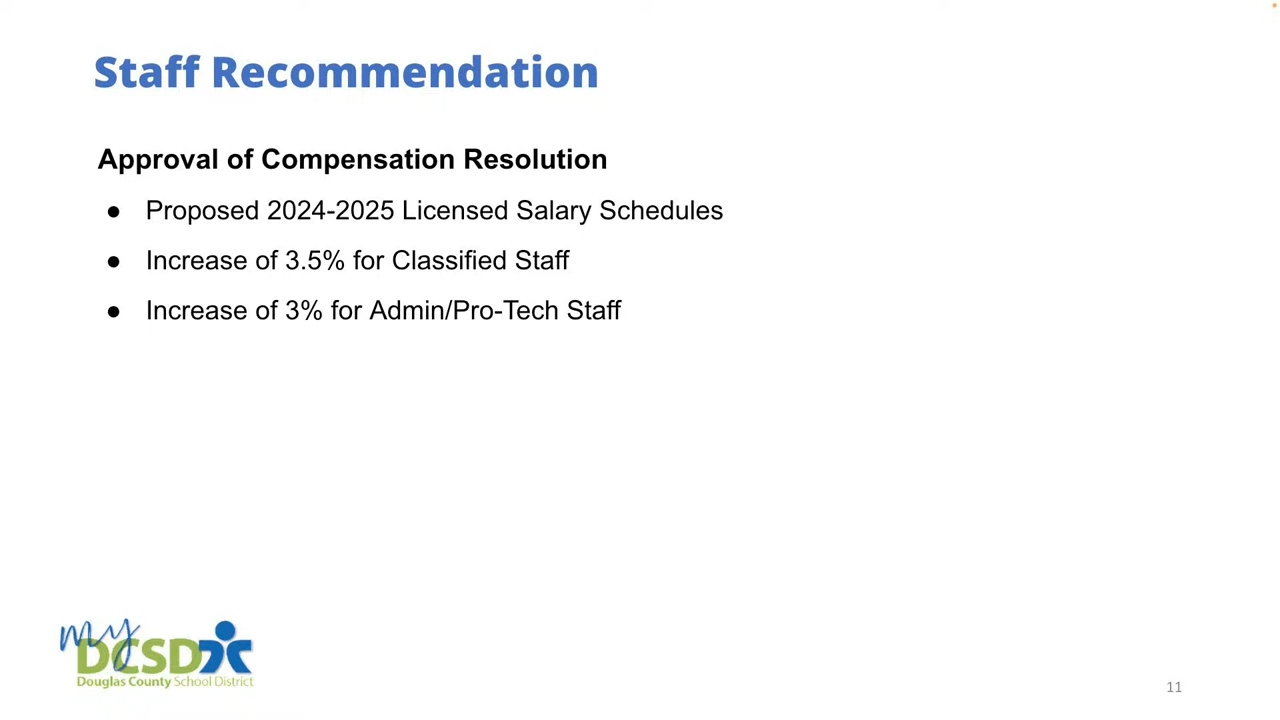 Staff Recommendation
Approval of Compensation Resolution
● Proposed 2024-2025 Licensed Salary Schedules
● Increase of 3.5% for Classified Staff
● Increase of 3% for Admin/Pro-Tech Staff
my
DCSD
Douglas County School District
11